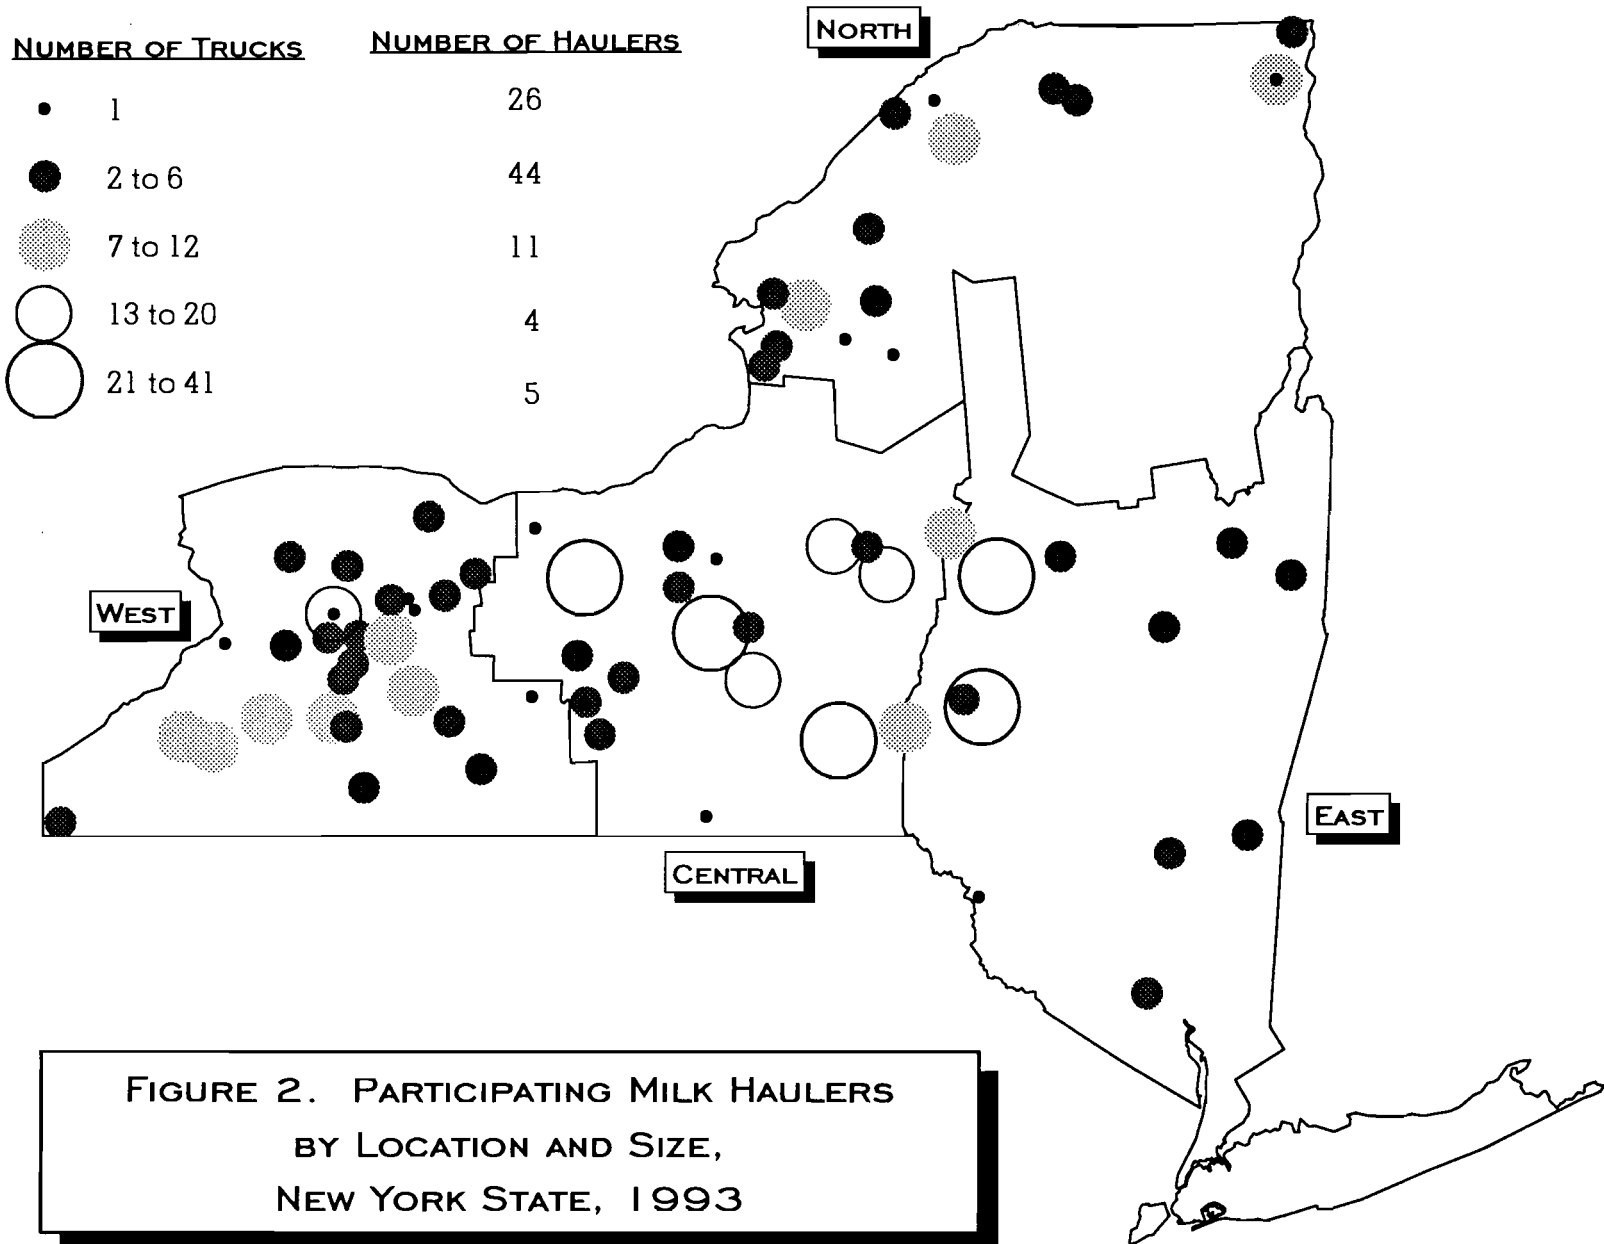 NUMBER OF TRUCKS
NUMBER OF HAULERS
1
26
2 to 6
44
7 to 12
11
13 to 20
4
21 to 41
5
NORTH
WEST
EAST
CENTRAL
FIGURE 2. PARTICIPATING MILK HAULERS
BY LOCATION AND SIZE,
NEW YORK STATE, 1993